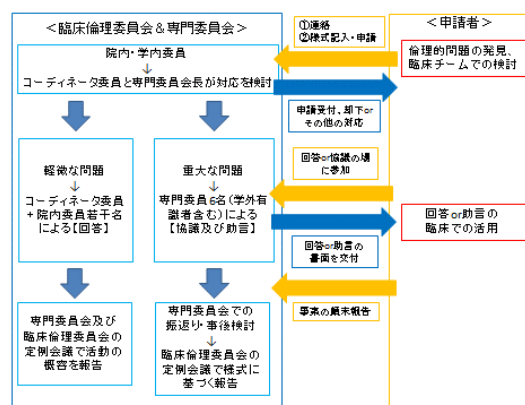 ＜臨床倫理委員会＆専門委員会＞
院内・学内委員
↓
コーディネータ委員と専門委員会長が対応を検討
①連絡
②様式記入・申請
＜申請者＞
倫理的問題の発見、
臨床チームでの検討
申請受付、却下or
その他の対応
軽微な問題
↓
コーディネータ委員
＋院内委員若干名
による【回答】
重大な問題
↓
専門委員6名（学外有
識者含む）による
【協議及び助言】
回答or協議の場
に参加
回答or助言の
臨床での活用
回答or助言の
書面を交付
専門委員会及び
臨床倫理委員会の
定例会議で活動の
概容を報告
専門委員会での
振返り・事後検討
↓
臨床倫理委員会の
定例会議で様式に
基づく報告
事案の顛末報告